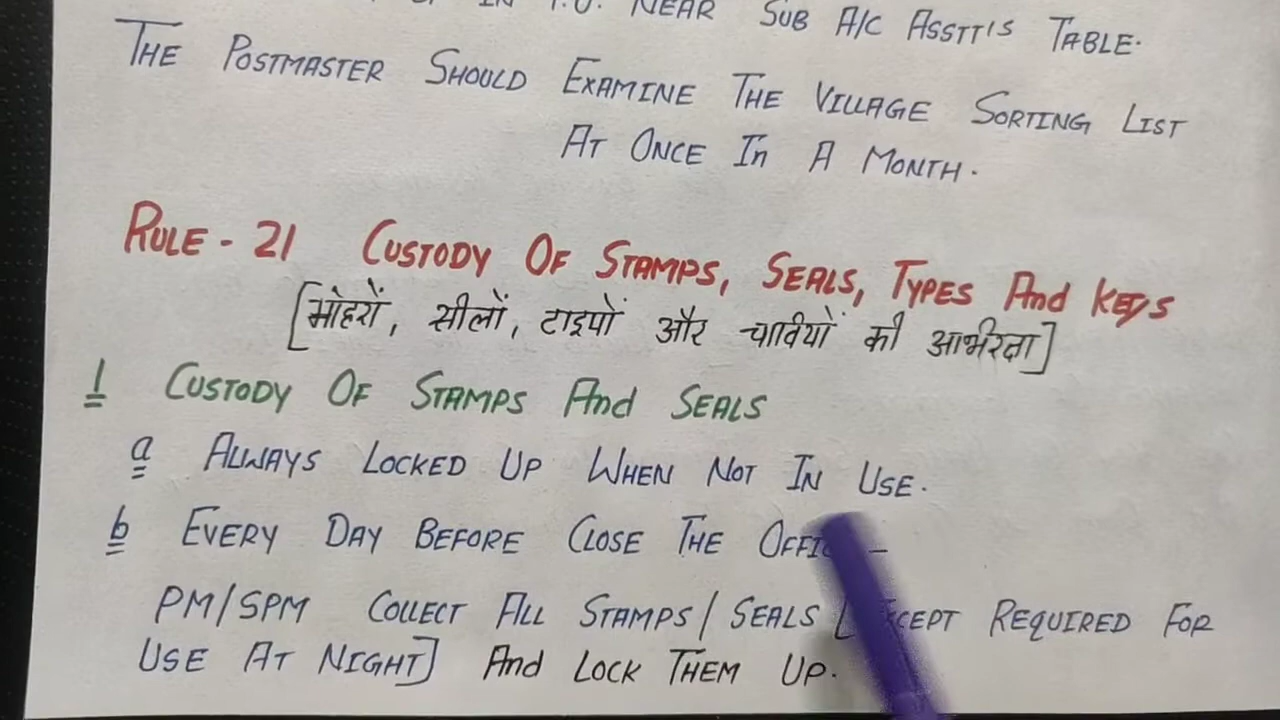 IN P.O. NEAR SUB A/C ASSTT'S TABLE.
THE POSTMASTER SHOULD EXAMINE THE VILLAGE SORTING LIST
AT ONCE IN A MONTH.
RULE - 21 CUSTODY OF STAMPS, SEALS, TYPES AND KEYS
[मोहरों, सीलों, टाइपों और चाबियों की अभिरक्षा]
1 CUSTODY OF STAMPS AND SEALS
a ALWAYS LOCKED UP WHEN NOT IN USE.
b EVERY DAY BEFORE CLOSE THE –
PM/SPM COLLECT ALL STAMPS/SEALS REQUIRED FOR
USE AT NIGHT] AND LOCK THEM UP.